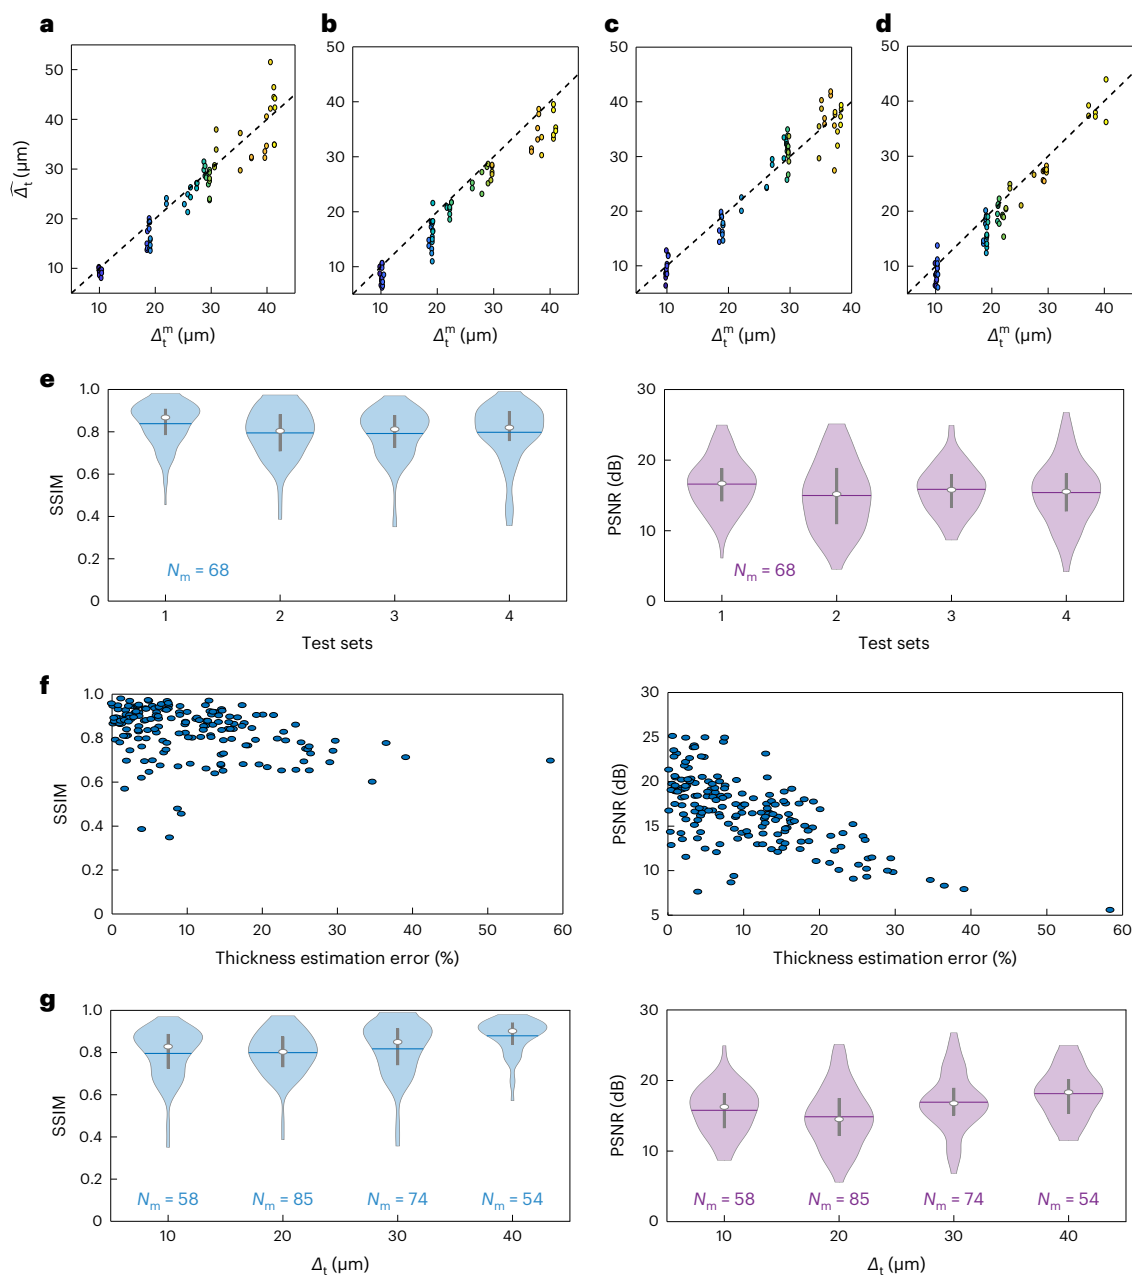 a b c d
50 50 50 50
40 40 40 40
30 30 30 30
20 20 20 20
10 10 10 10
Δ̂t (μm)
10 20 30 40 10 20 30 40 10 20 30 40 10 20 30 40
Δtm (μm) Δtm (μm) Δtm (μm) Δtm (μm)
e
1.0 30
0.8
20
0.6
SSIM PSNR (dB)
0.4
10
0.2
Nm = 68 Nm = 68
0 0
1 2 3 4 1 2 3 4
Test sets Test sets
f
1.0 30
0.8 25
0.6 20
SSIM PSNR (dB)
0.4 15
0.2 10
0 5
0 10 20 30 40 50 60 0 10 20 30 40 50 60
Thickness estimation error (%) Thickness estimation error (%)
g
1.0 30
0.8
20
0.6
SSIM PSNR (dB)
0.4
10
0.2
Nm = 58 Nm = 85 Nm = 74 Nm = 54 Nm = 58 Nm = 85 Nm = 74 Nm = 54
0 0
10 20 30 40 10 20 30 40
Δt (μm) Δt (μm)